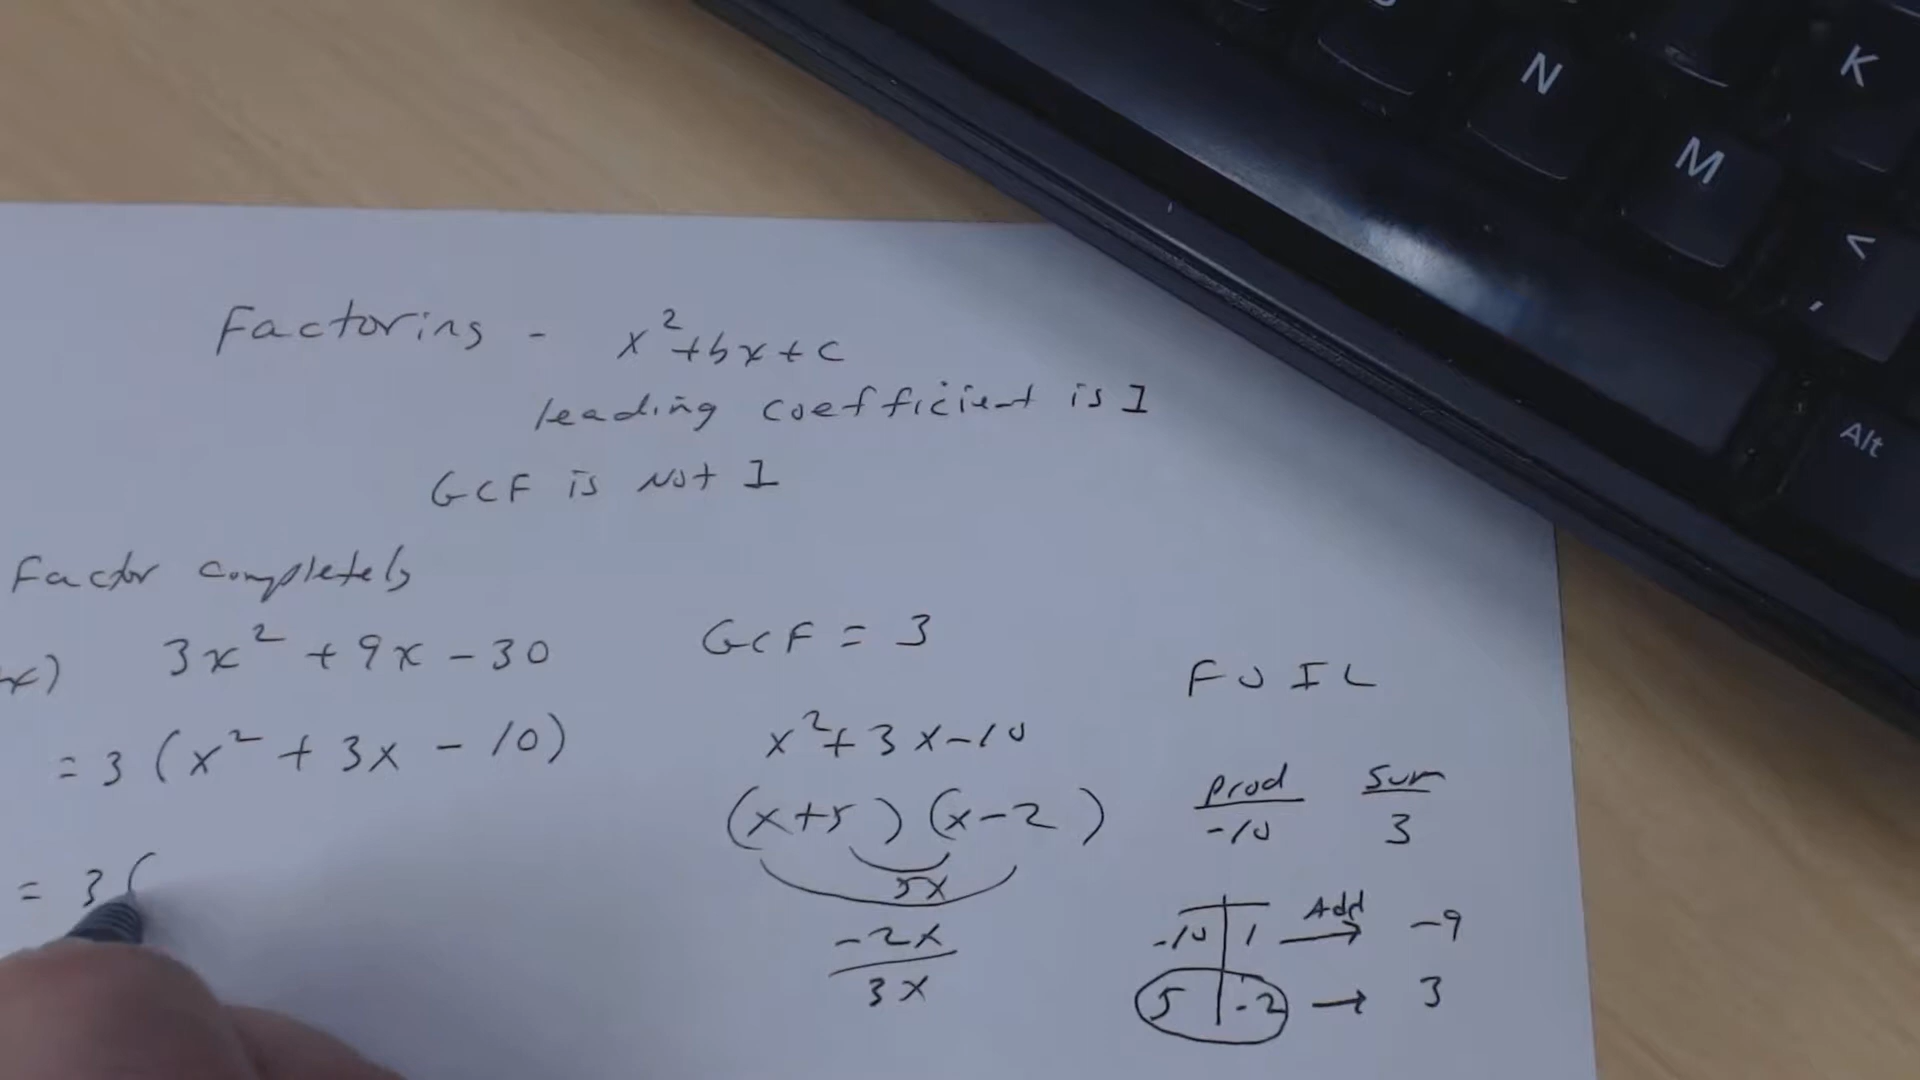 Factoring - x²+bx+c
leading coefficient is 1
GCF is Not 1
Factor completely
x) 3x² + 9x - 30
= 3 (x² + 3x - 10)
= 3 (
GCF = 3
x²+3x-10
(x+5) (x-2)
5x
-2x
3x
FOIL
Prod Sum
-10 3
-10 1 Add → -9
5 -2 → 3
N
M
K
<
,
Alt